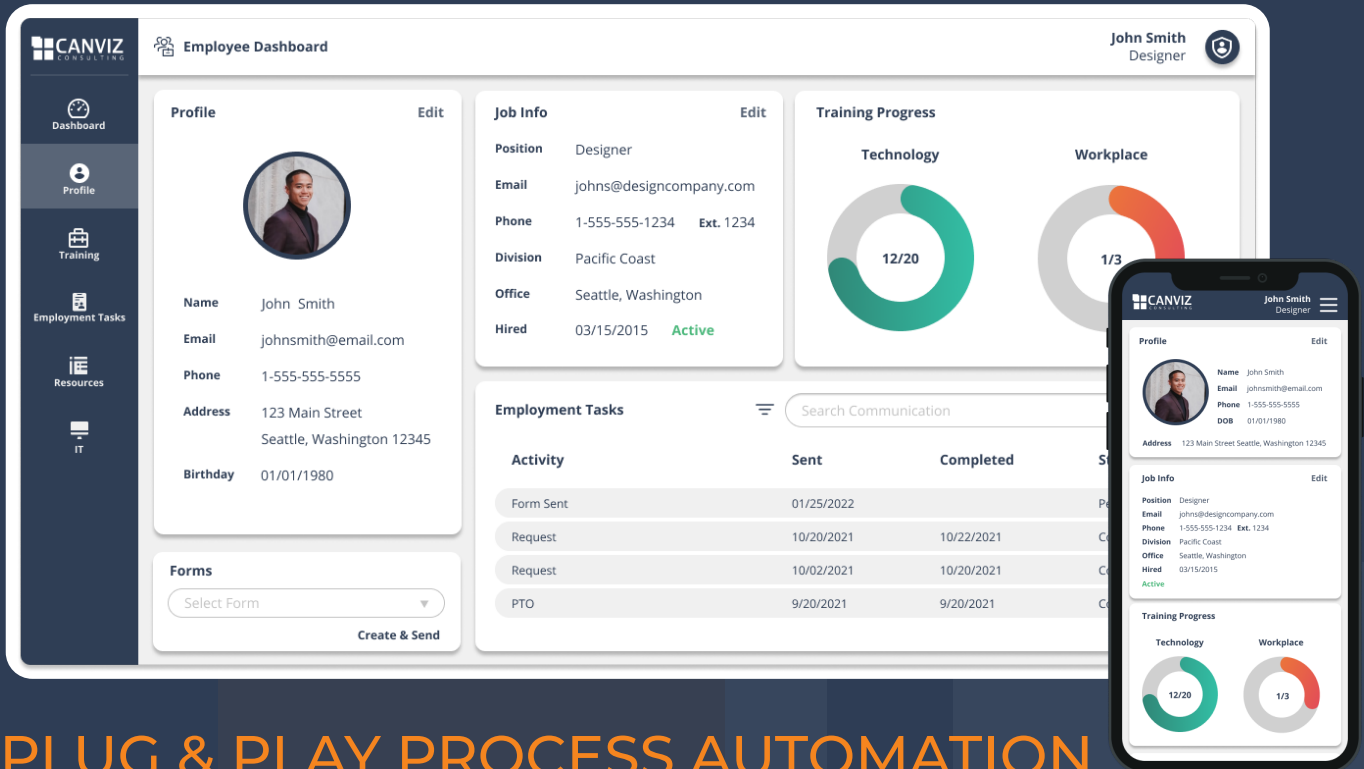 CANVIZ
CONSULTING
Employee Dashboard
John Smith
Designer
Dashboard
Profile
Training
Employment Tasks
Resources
IT
Profile Edit
Name John Smith
Email johnsmith@email.com
Phone 1-555-555-5555
Address 123 Main Street
Seattle, Washington 12345
Birthday 01/01/1980
Forms
Select Form
Create & Send
Job Info Edit
Position Designer
Email johns@designcompany.com
Phone 1-555-555-1234 Ext. 1234
Division Pacific Coast
Office Seattle, Washington
Hired 03/15/2015 Active
Training Progress
Technology Workplace
12/20 1/3
Employment Tasks Search Communication
Activity Sent Completed
Form Sent 01/25/2022
Request 10/20/2021 10/22/2021
Request 10/02/2021 10/20/2021
PTO 9/20/2021 9/20/2021
CANVIZ
CONSULTING
John Smith
Designer
Profile Edit
Name John Smith
Email johnsmith@email.com
Phone 1-555-555-5555
DOB 01/01/1980
Address 123 Main Street Seattle, Washington 12345
Job Info Edit
Position Designer
Email johns@designcompany.com
Phone 1-555-555-1234 Ext. 1234
Division Pacific Coast
Office Seattle, Washington
Hired 03/15/2015
Active
Training Progress
Technology Workplace
12/20 1/3
PLUG & PLAY PROCESS AUTOMATION